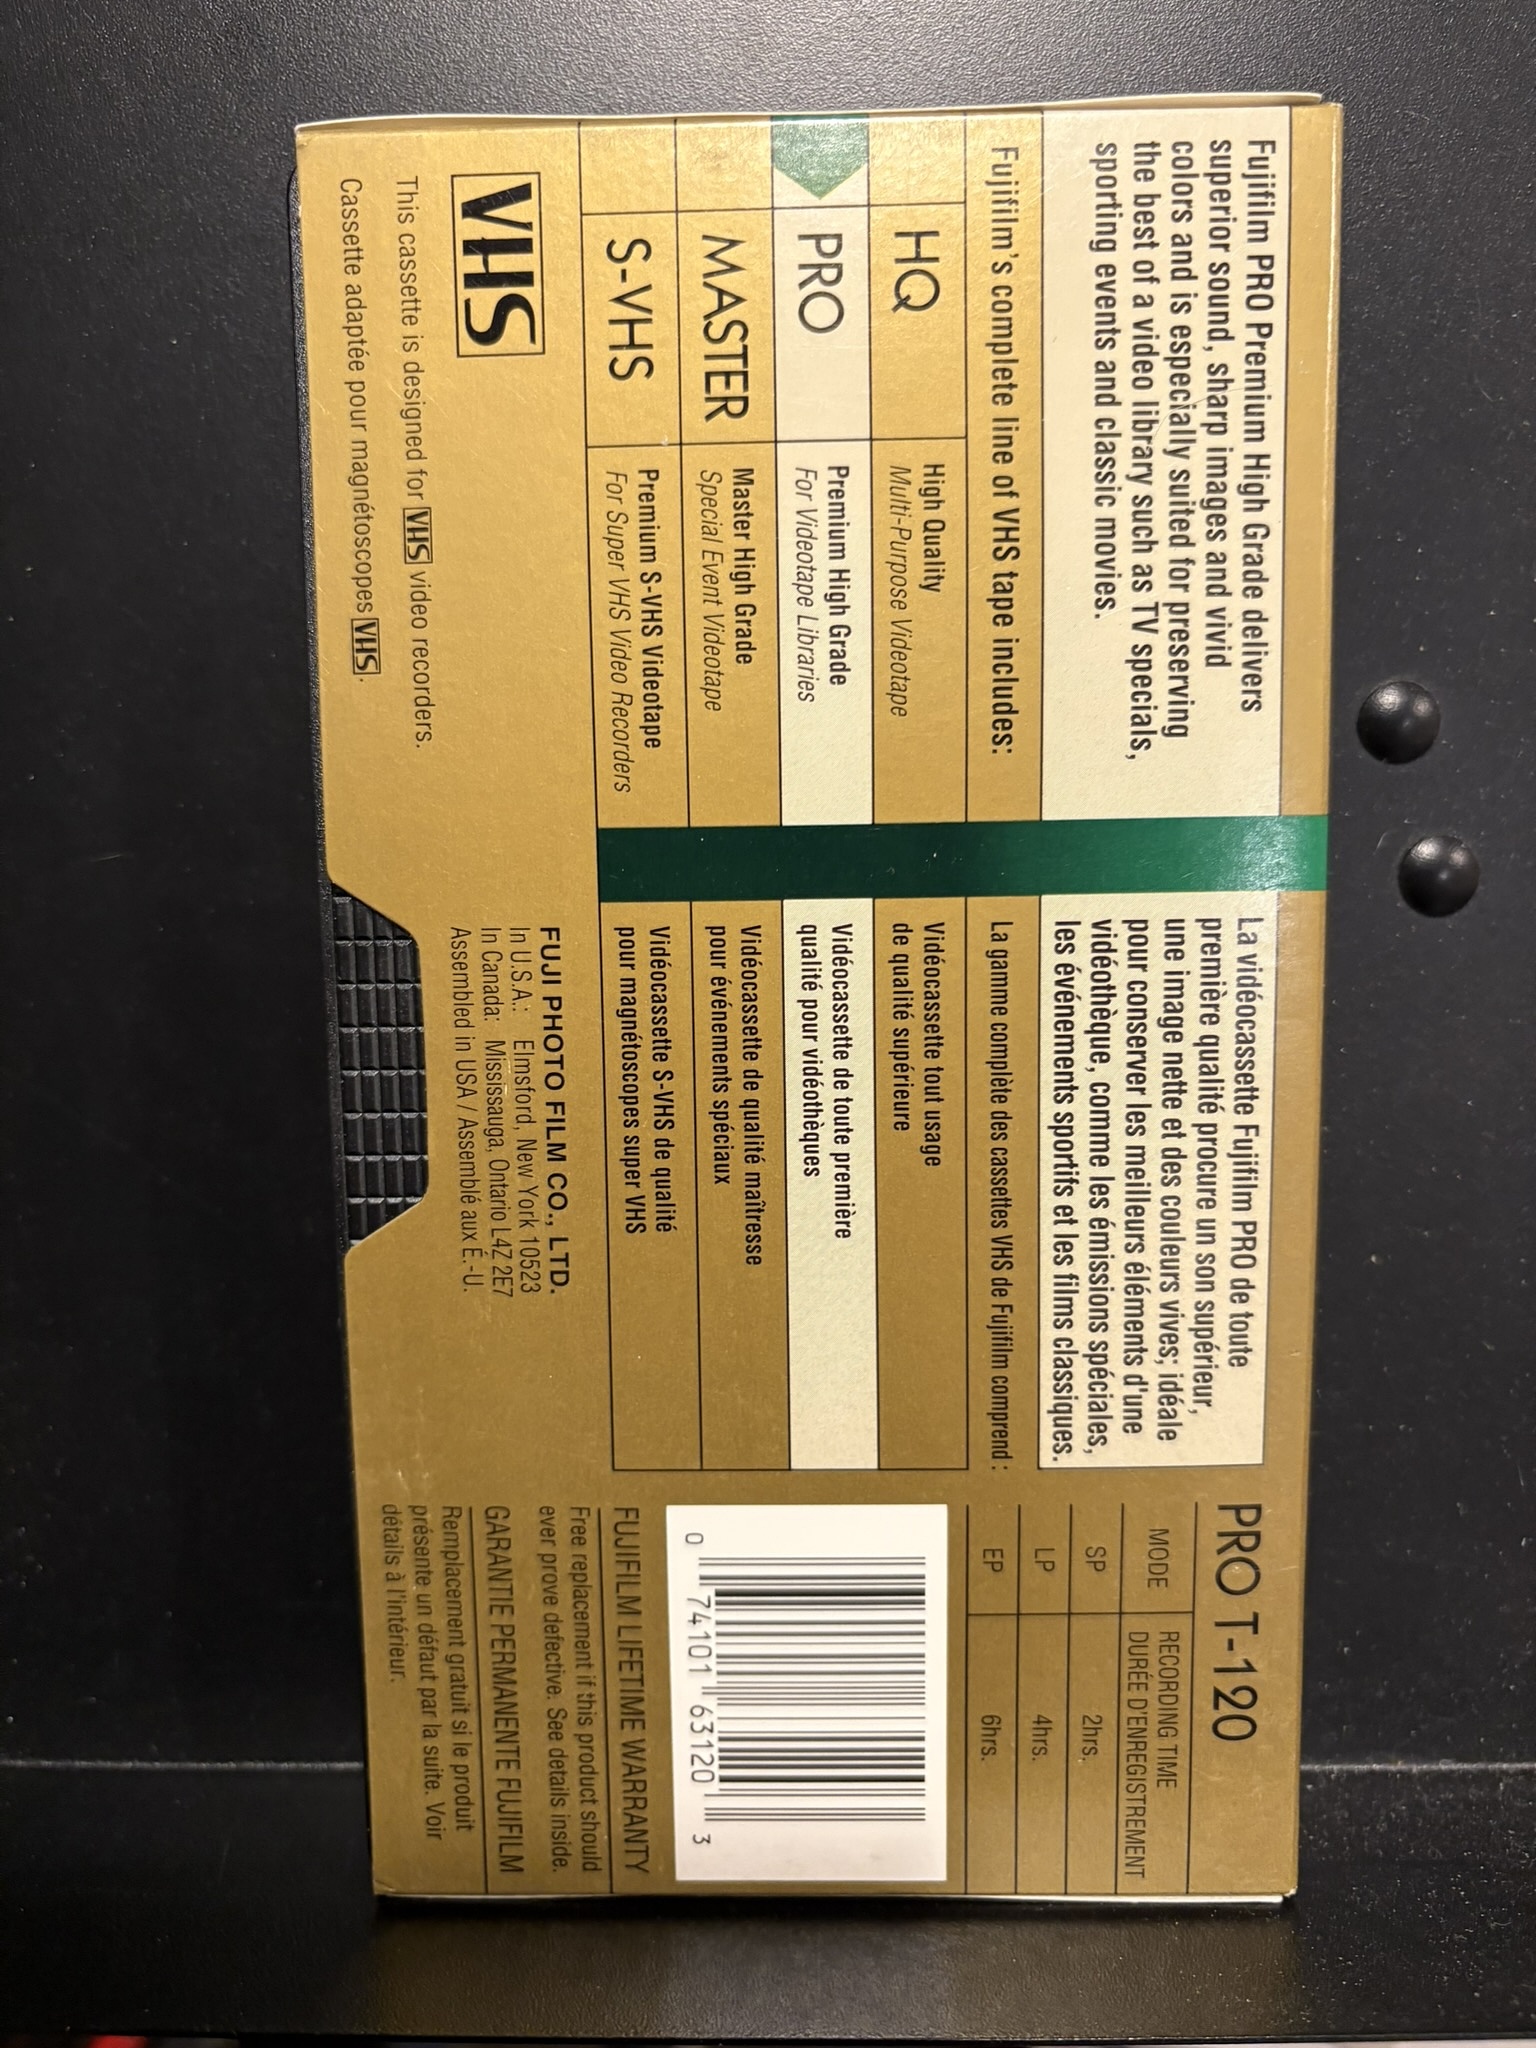 Fujifilm PRO Premium High Grade delivers
superior sound, sharp images and vivid
colors and is especially suited for preserving
the best of a video library such as TV specials,
sporting events and classic movies.
Fujifilm's complete line of VHS tape includes:
HQ
High Quality
Multi-Purpose Videotape
PRO
Premium High Grade
For Videotape Libraries
MASTER
Master High Grade
Special Event Videotape
S-VHS
Premium S-VHS Videotape
For Super VHS Video Recorders
VHS
This cassette is designed for VHS video recorders.
Cassette adaptée pour magnétoscopes VHS.
La vidéocassette Fujifilm PRO de toute
première qualité procure un son supérieur,
une image nette et des couleurs vives; idéale
pour conserver les meilleurs éléments d'une
vidéothèque, comme les émissions spéciales,
les événements sportifs et les films classiques.
La gamme complète des cassettes VHS de Fujifilm comprend :
Vidéocassette tout usage
de qualité supérieure
Vidéocassette de toute première
qualité pour vidéothèques
Vidéocassette de qualité maîtresse
pour événements spéciaux
Vidéocassette S-VHS de qualité
pour magnétoscopes super VHS
FUJI PHOTO FILM CO., LTD.
In U.S.A.: Elmsford, New York 10523
In Canada: Mississauga, Ontario L4Z 2E7
Assembled in USA / Assemblé aux É.-U.
PRO T-120
MODE
RECORDING TIME
DURÉE D'ENREGISTREMENT
SP 2hrs.
LP 4hrs.
EP 6hrs.
0 74101 63120 3
FUJIFILM LIFETIME WARRANTY
Free replacement if this product should
ever prove defective. See details inside.
GARANTIE PERMANENTE FUJIFILM
Remplacement gratuit si le produit
présente un défaut par la suite. Voir
détails à l'intérieur.